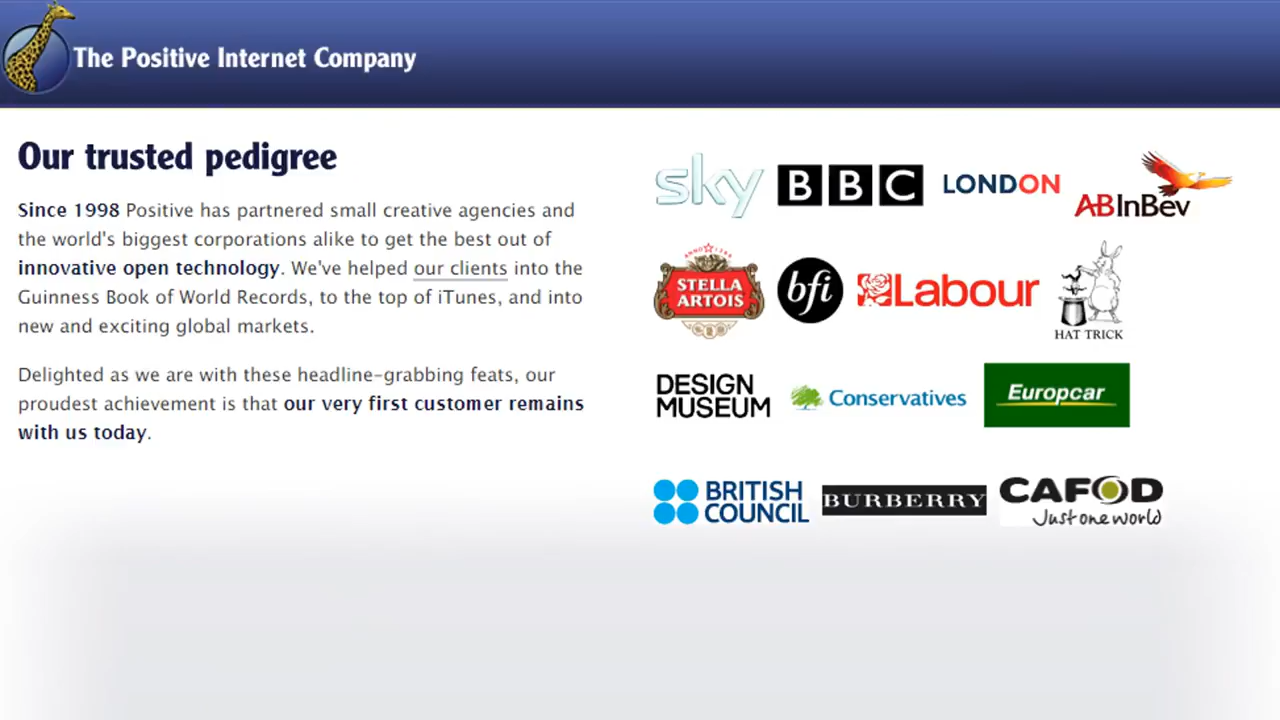 The Positive Internet Company
Our trusted pedigree
Since 1998 Positive has partnered small creative agencies and
the world's biggest corporations alike to get the best out of
innovative open technology. We've helped our clients into the
Guinness Book of World Records, to the top of iTunes, and into
new and exciting global markets.
Delighted as we are with these headline-grabbing feats, our
proudest achievement is that our very first customer remains
with us today.
sky BBC LONDON ABInBev
ANNO 1366
STELLA
ARTOIS
bfi
Labour
HAT TRICK
DESIGN
MUSEUM
Conservatives
Europcar
BRITISH
COUNCIL
BURBERRY
CAFOD
Just one world